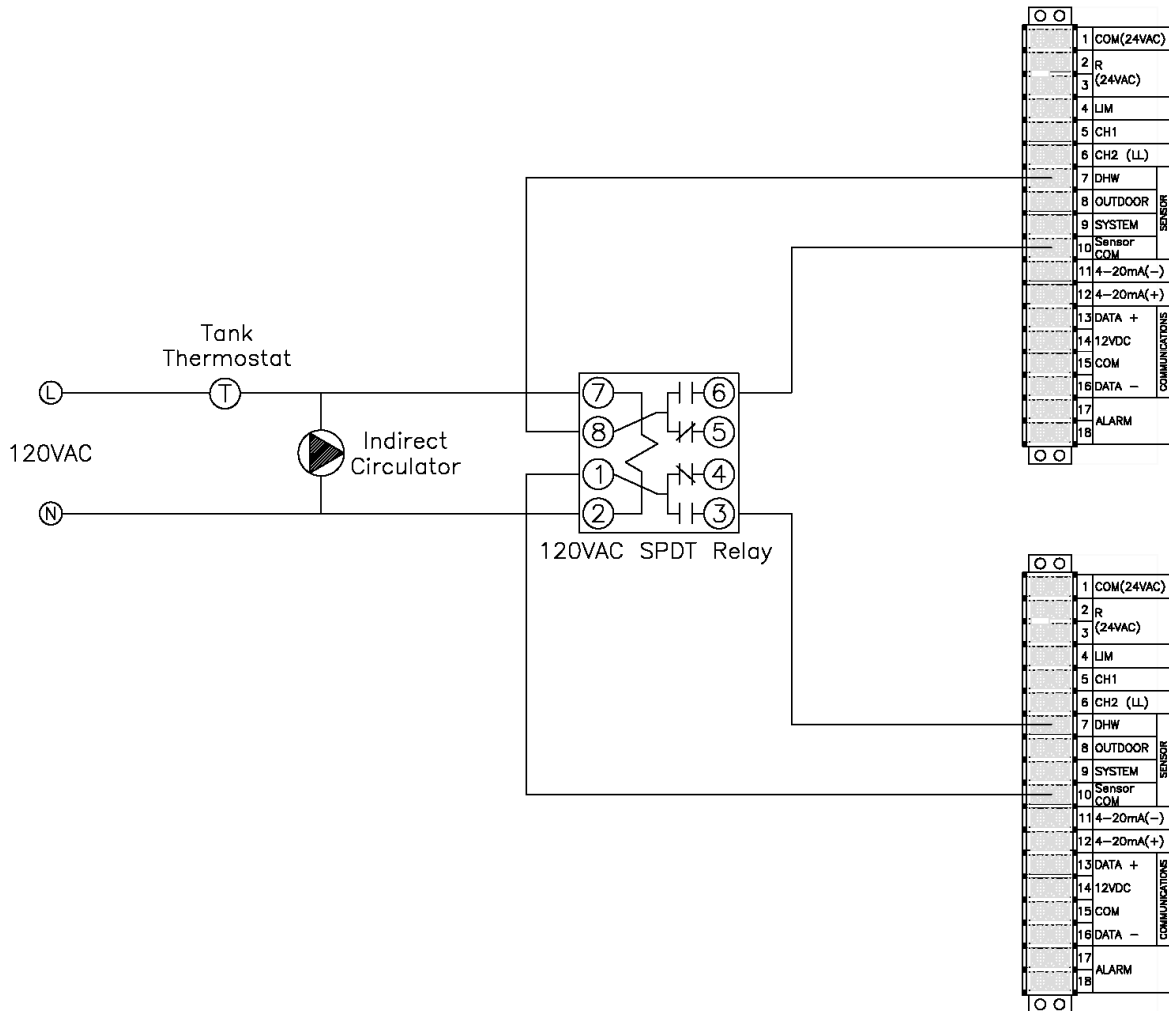 1 COM(24VAC)
2 R
3 (24VAC)
4 LIM
5 CH1
6 CH2 (LL)
7 DHW
8 OUTDOOR
9 SYSTEM
10 Sensor
COM
SENSOR
11 4-20mA(-)
12 4-20mA(+)
13 DATA +
14 12VDC
15 COM
16 DATA -
COMMUNICATIONS
17
ALARM
18
Tank
Thermostat
L
T
120VAC
Indirect
Circulator
N
7
6
8
5
1
4
2
3
120VAC SPDT Relay
1 COM(24VAC)
2 R
3 (24VAC)
4 LIM
5 CH1
6 CH2 (LL)
7 DHW
8 OUTDOOR
9 SYSTEM
10 Sensor
COM
SENSOR
11 4-20mA(-)
12 4-20mA(+)
13 DATA +
14 12VDC
15 COM
16 DATA -
COMMUNICATIONS
17
ALARM
18